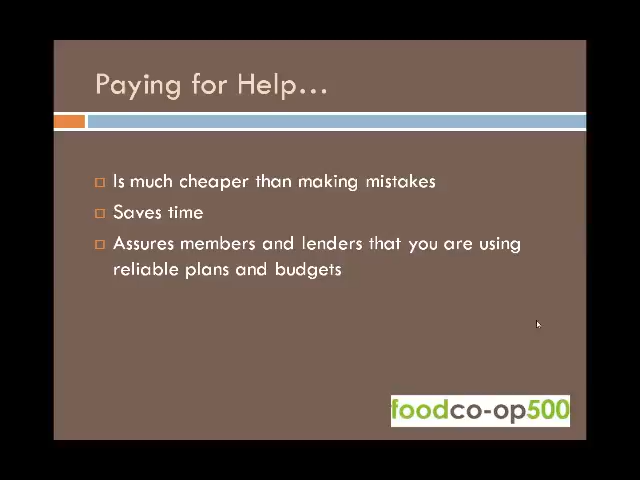 Paying for Help…
Is much cheaper than making mistakes
Saves time
Assures members and lenders that you are using
reliable plans and budgets
foodco-op500